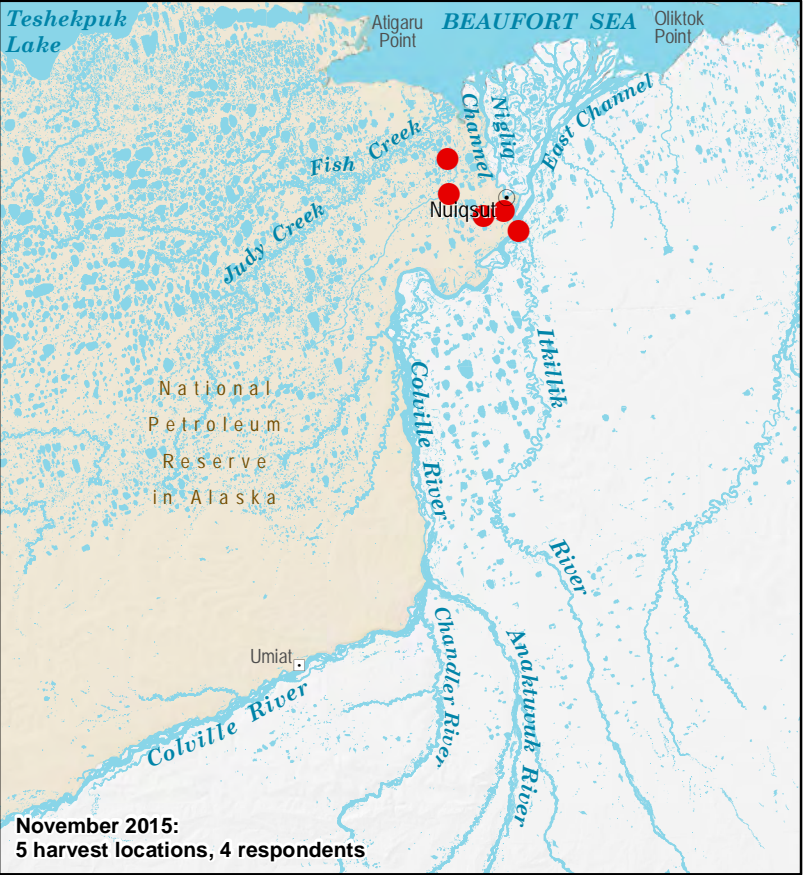 Teshekpuk
Lake
Atigaru
Point
BEAUFORT SEA
Oliktok
Point
Fish Creek
Nigliq
Channel
East Channel
Judy Creek
Nuiqsut
National
Petroleum
Reserve
in Alaska
Colville River
Itkillik
River
Umiat
Colville River
Chandler River
Anaktuvuk River
November 2015:
5 harvest locations, 4 respondents